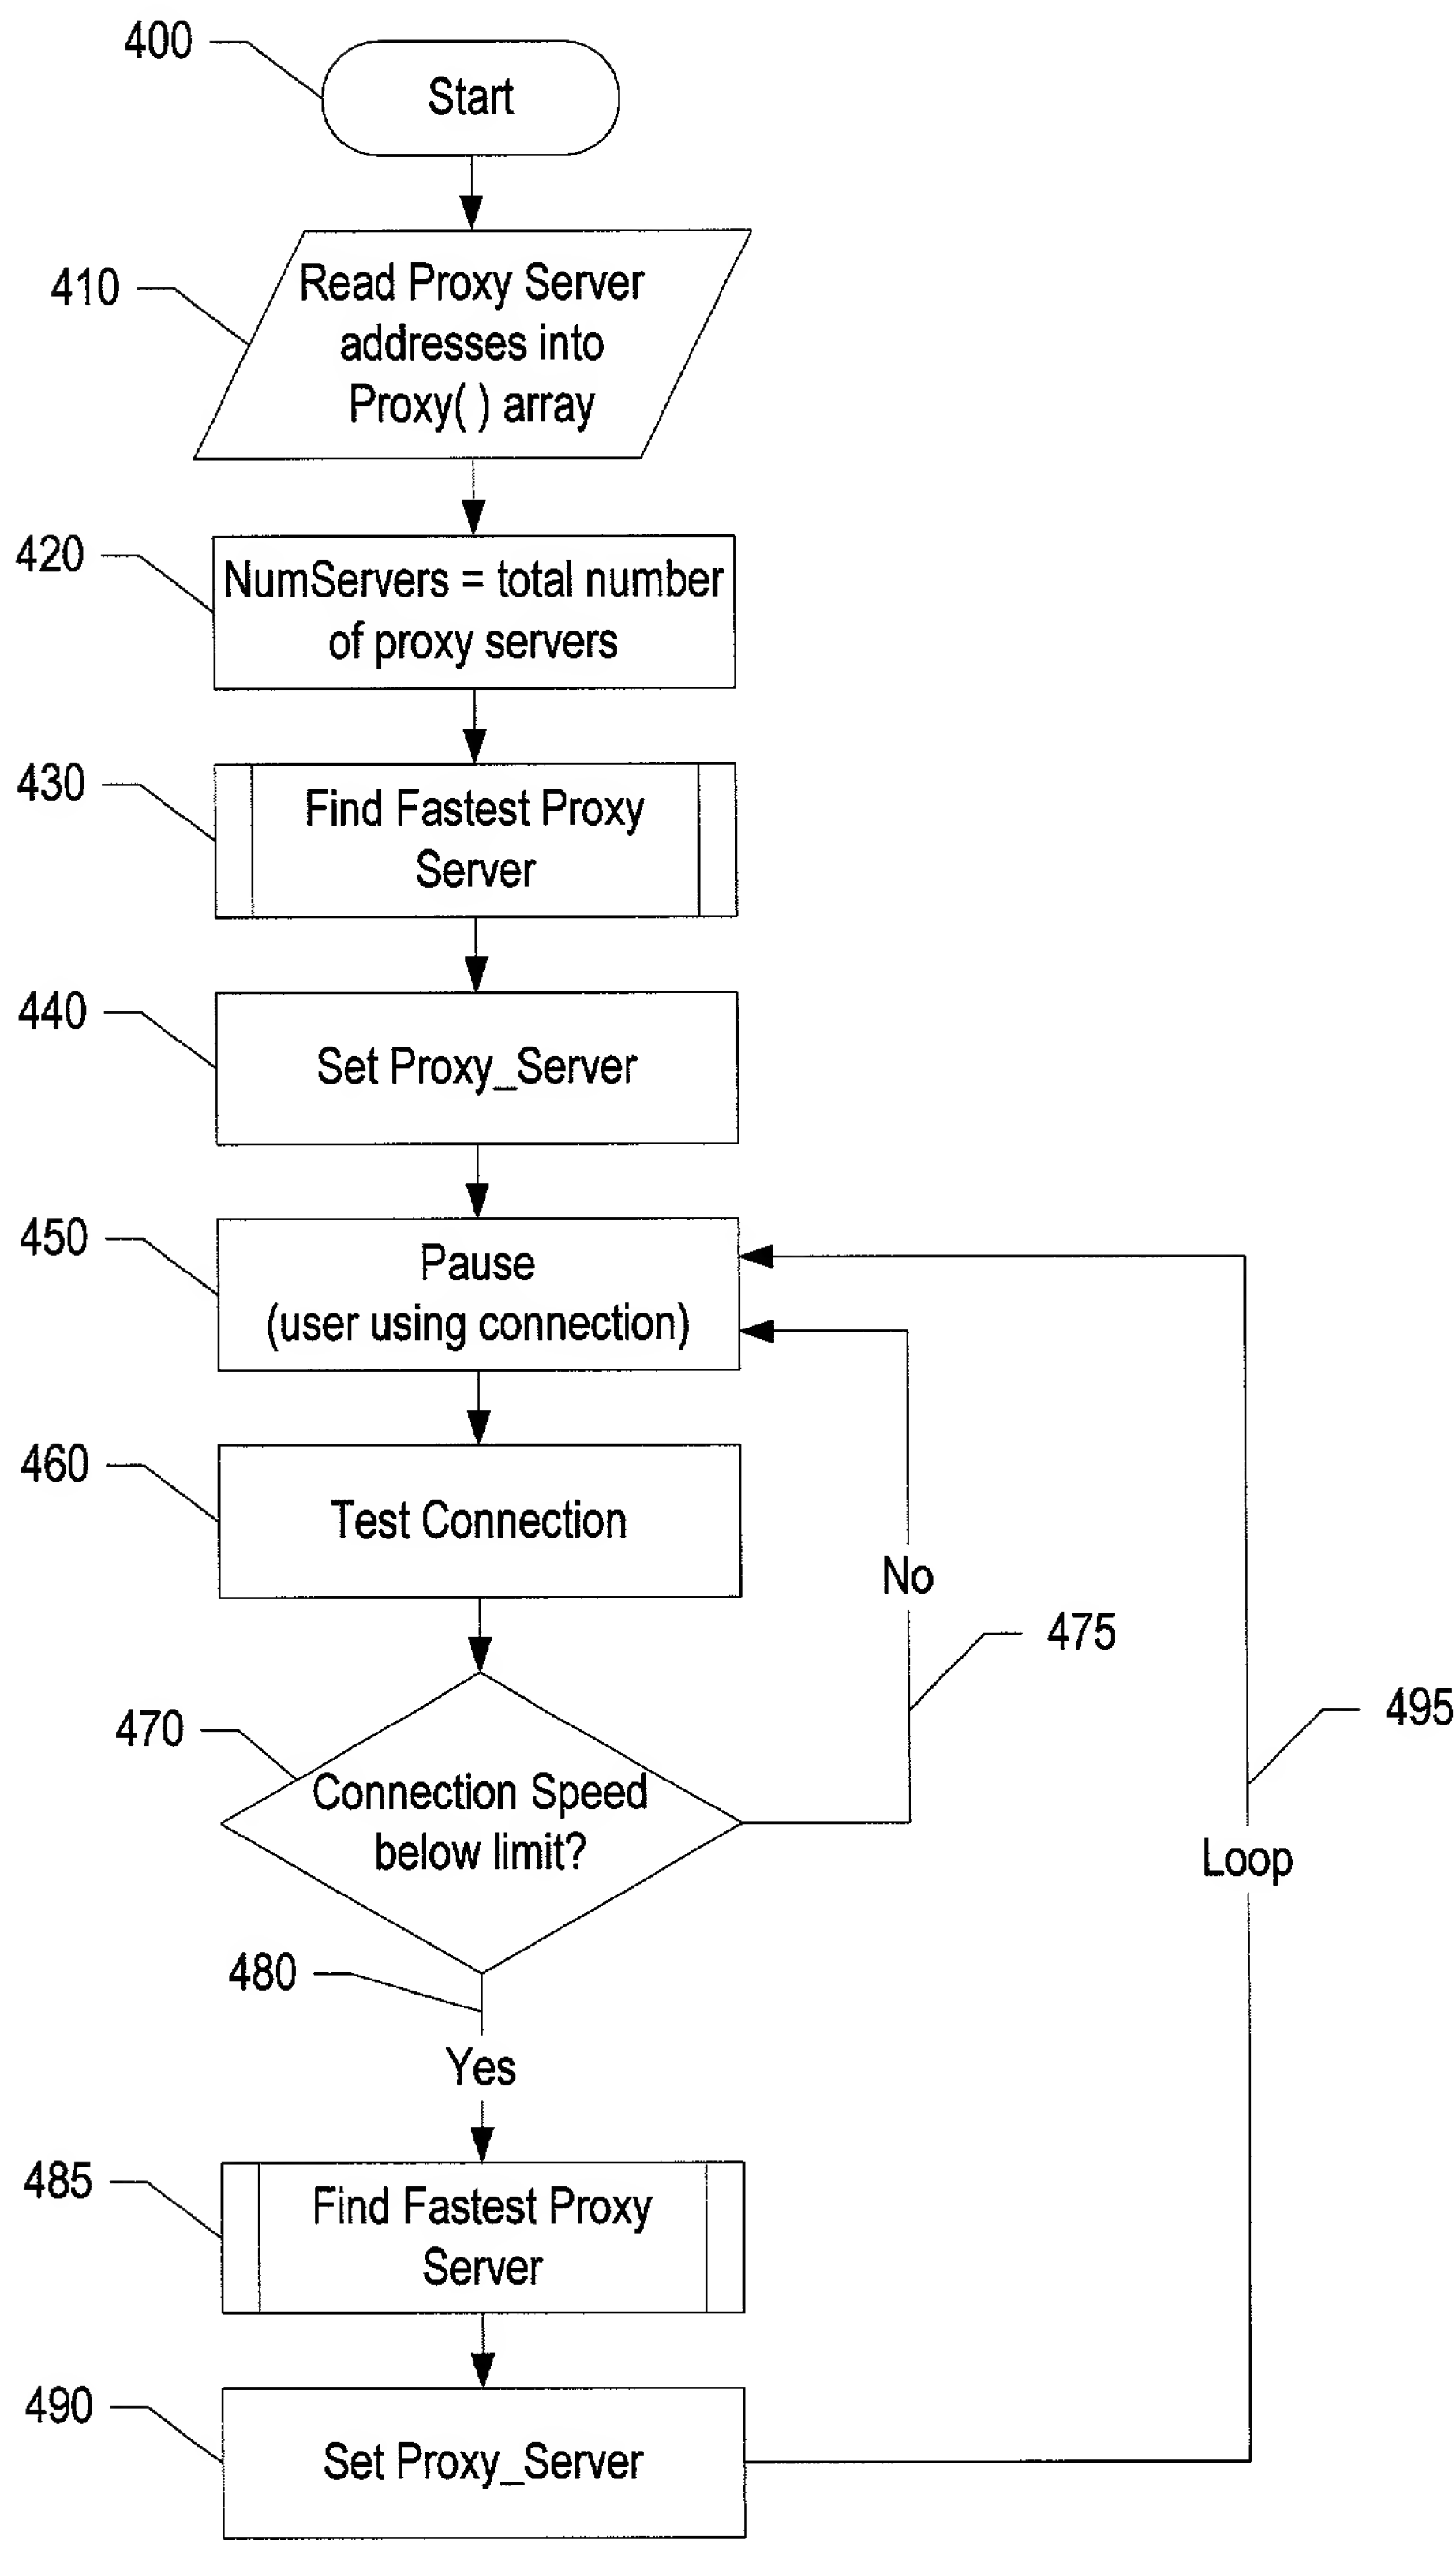 400
Start
410
Read Proxy Server
addresses into
Proxy( ) array
420
NumServers = total number
of proxy servers
430
Find Fastest Proxy
Server
440
Set Proxy_Server
450
Pause
(user using connection)
460
Test Connection
No
475
470
Connection Speed
below limit?
495
Loop
480
Yes
485
Find Fastest Proxy
Server
490
Set Proxy_Server